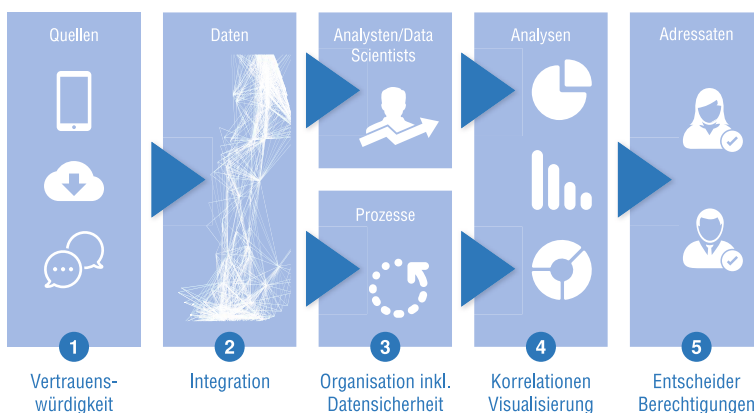 Quellen
Daten
Analysten/Data
Scientists
Prozesse
Analysen
Adressaten
1
Vertrauens-
würdigkeit
2
Integration
3
Organisation inkl.
Datensicherheit
4
Korrelationen
Visualisierung
5
Entscheider
Berechtigungen